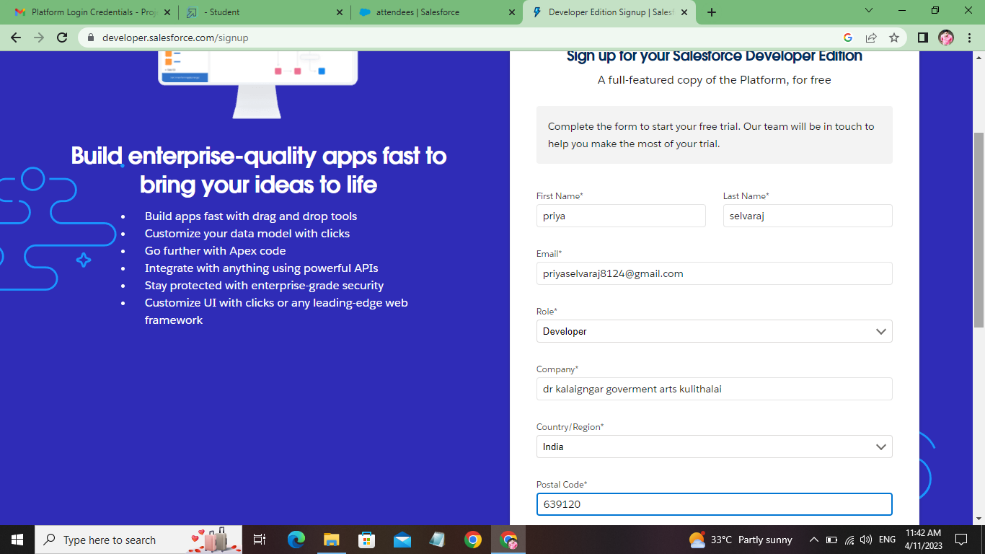 Platform Login Credentials - Pro
- Student
attendees | Salesforce
Developer Edition Signup | Sales
developer.salesforce.com/signup
Build enterprise-quality apps fast to
bring your ideas to life
• Build apps fast with drag and drop tools
• Customize your data model with clicks
• Go further with Apex code
• Integrate with anything using powerful APIs
• Stay protected with enterprise-grade security
• Customize UI with clicks or any leading-edge web
framework
Sign up for your Salesforce Developer Edition
A full-featured copy of the Platform, for free
Complete the form to start your free trial. Our team will be in touch to
help you make the most of your trial.
First Name* Last Name*
priya selvaraj
Email*
priyaselvaraj8124@gmail.com
Role*
Developer
Company*
dr kalaigngar goverment arts kulithalai
Country/Region*
India
Postal Code*
639120
Type here to search
33°C Partly sunny
ENG
11:42 AM
4/11/2023